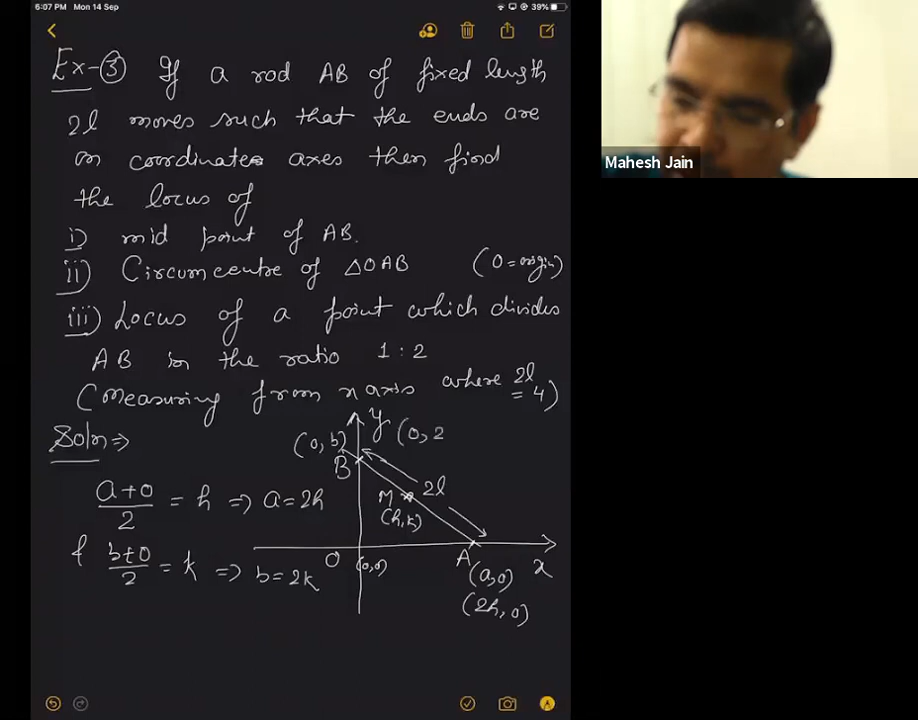 6:07 PM Mon 14 Sep
39%
Mahesh Jain
Ex-③ If a rod AB of fixed length
2l moves such that the ends are
on coordinate axes then find
the locus of
i) mid point of AB.
ii) Circumcentre of △OAB (O = origin)
iii) Locus of a point which divides
AB in the ratio 1:2
(measuring from x axis where 2l = 4)
Soln ⇒
y
(0, b) (0, 2
B
2l
M
(h, k)
O (0,0)
A
x
(a,0)
(2h, 0)
a+0/2 = h ⇒ a = 2h
& b+0/2 = k ⇒ b = 2k